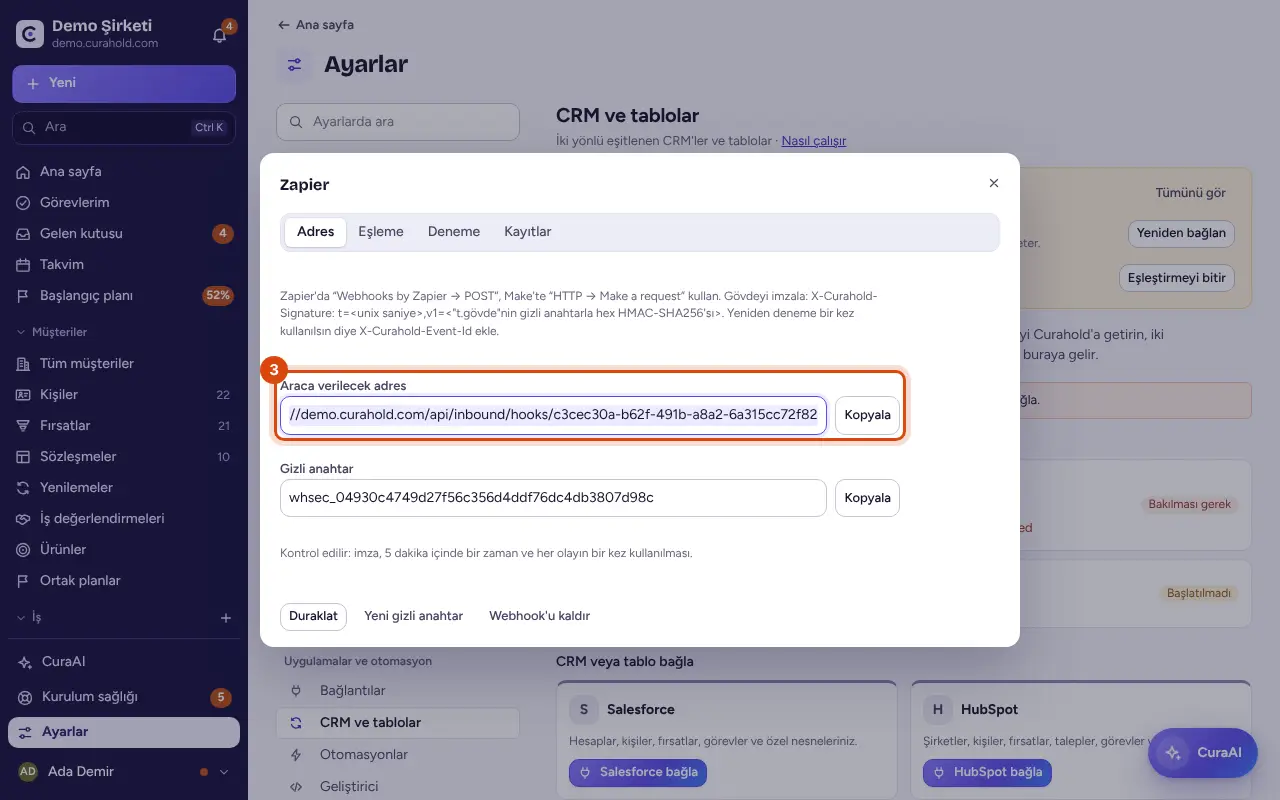 Demo Şirketi
demo.curahold.com
4
Yeni
Ara
Ctrl K
Ana sayfa
Görevlerim
Gelen kutusu
4
Takvim
Başlangıç planı
52%
Müşteriler
Tüm müşteriler
Kişiler
22
Fırsatlar
21
Sözleşmeler
10
Yenilemeler
İş değerlendirmeleri
Ürünler
Ortak planlar
İş
CuraAI
Kurulum sağlığı
5
Ayarlar
AD
Ada Demir
← Ana sayfa
Ayarlar
Ayarlarda ara
CRM ve tablolar
İki yönlü eşitlenen CRM'ler ve tablolar · Nasıl çalışır
Tümünü gör
eter.
Yeniden bağlan
Eşleştirmeyi bitir
yi Curahold'a getirin, iki
buraya gelir.
ğla.
Bakılması gerek
ed
Başlatılmadı
Zapier
Adres
Eşleme
Deneme
Kayıtlar
Zapier'da “Webhooks by Zapier → POST”, Make'te “HTTP → Make a request” kullan. Gövdeyi imzala: X-Curahold-
Signature: t=<unix saniye>,v1=<"t.gövde"nin gizli anahtarla hex HMAC-SHA256'sı>. Yeniden deneme bir kez
kullanılsın diye X-Curahold-Event-Id ekle.
3
Araca verilecek adres
//demo.curahold.com/api/inbound/hooks/c3cec30a-b62f-491b-a8a2-6a315cc72f82
Kopyala
Gizli anahtar
whsec_04930c4749d27f56c356d4ddf76dc4db3807d98c
Kopyala
Kontrol edilir: imza, 5 dakika içinde bir zaman ve her olayın bir kez kullanılması.
Duraklat
Yeni gizli anahtar
Webhook'u kaldır
Uygulamalar ve otomasyon
Bağlantılar
CRM ve tablolar
Otomasyonlar
Geliştirici
CRM veya tablo bağla
S
Salesforce
Hesaplar, kişiler, fırsatlar, görevler ve özel nesneleriniz.
Salesforce bağla
H
HubSpot
Şirketler, kişiler, fırsatlar, talepler, görevler
HubSpot bağla
CuraAI